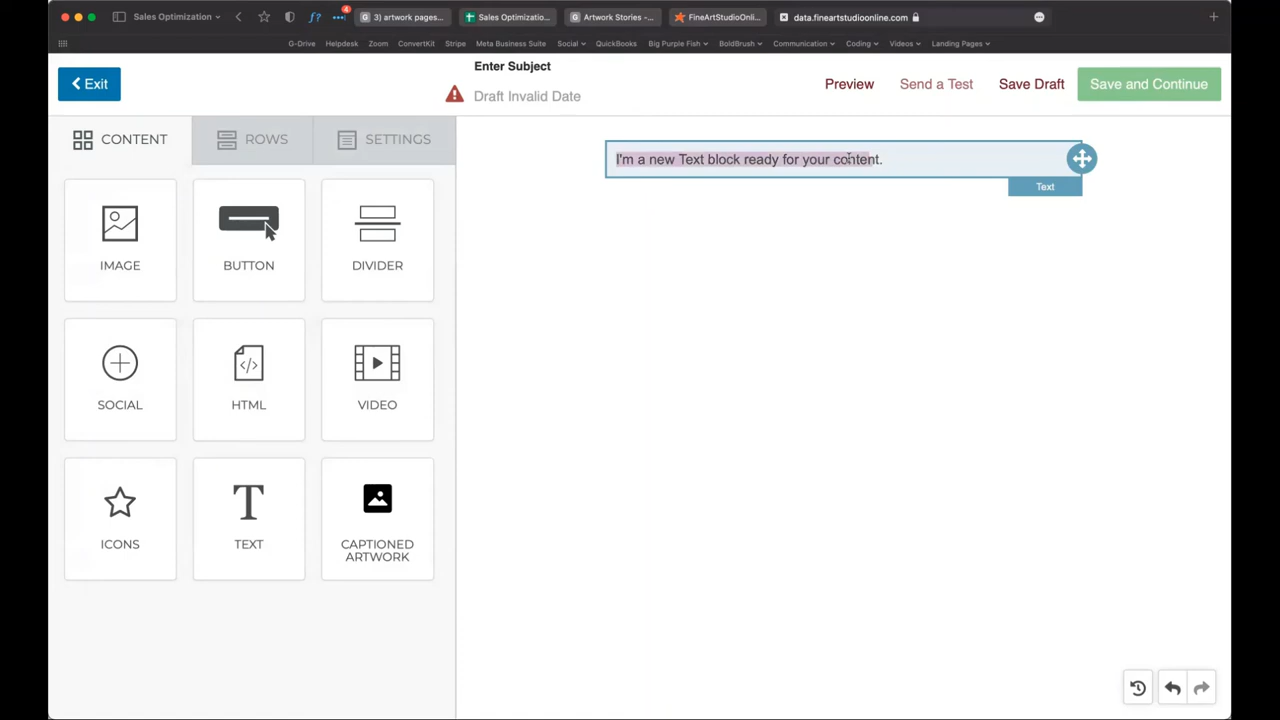 Sales Optimization
4
3) artwork pages...
Sales Optimizatio...
Artwork Stories -...
FineArtStudioOnli...
data.fineartstudioonline.com
G-Drive
Helpdesk
Zoom
ConvertKit
Stripe
Meta Business Suite
Social
QuickBooks
Big Purple Fish
BoldBrush
Communication
Coding
Videos
Landing Pages
Exit
Enter Subject
Draft Invalid Date
Preview
Send a Test
Save Draft
Save and Continue
CONTENT
ROWS
SETTINGS
I'm a new Text block ready for your content.
Text
IMAGE
BUTTON
DIVIDER
SOCIAL
HTML
VIDEO
ICONS
TEXT
CAPTIONED
ARTWORK